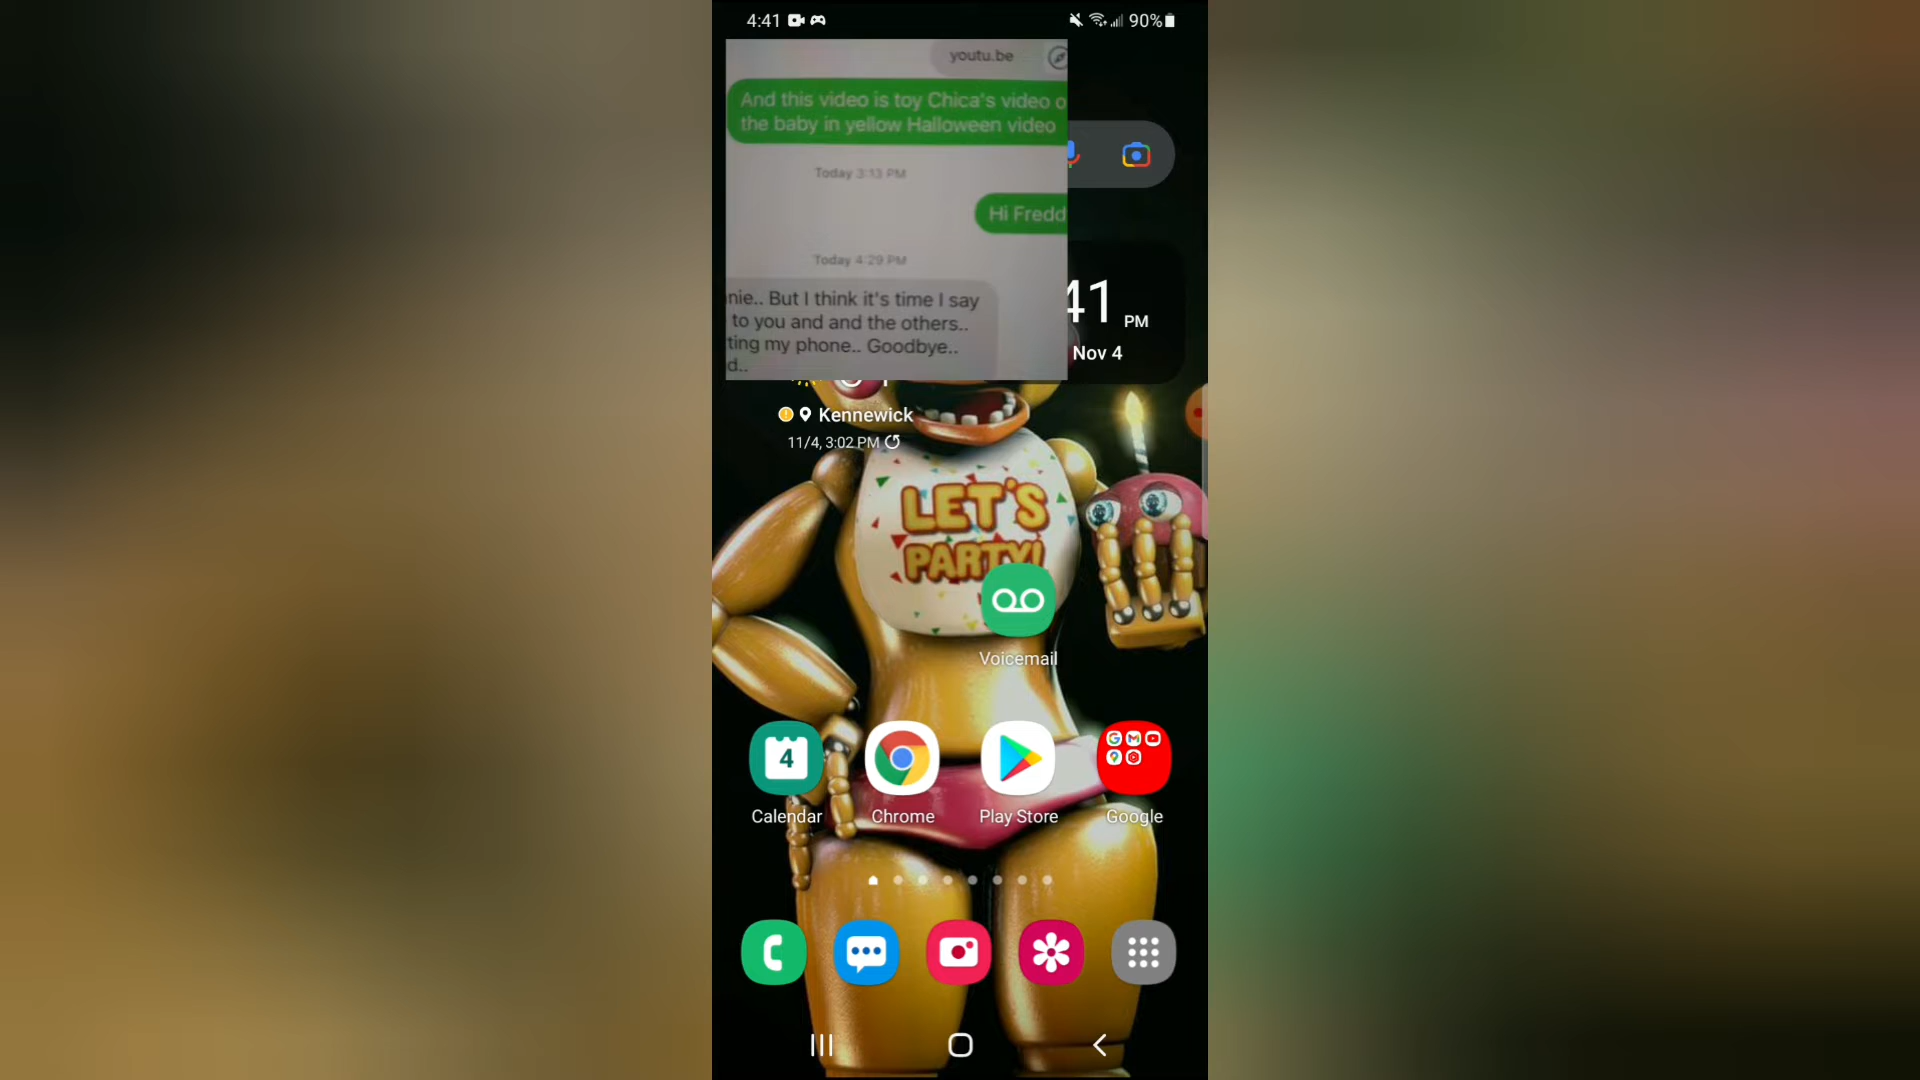 4:41
90%
youtu.be
And this video is toy Chica's video o
the baby in yellow Halloween video
Today 3:13 PM
Hi Fredd
Today 4:29 PM
nie.. But I think it's time I say
to you and and the others..
ting my phone.. Goodbye..
d..
41 PM
Nov 4
Kennewick
11/4, 3:02 PM
LET'S
PARTY!
Voicemail
4
Calendar
Chrome
Play Store
Google